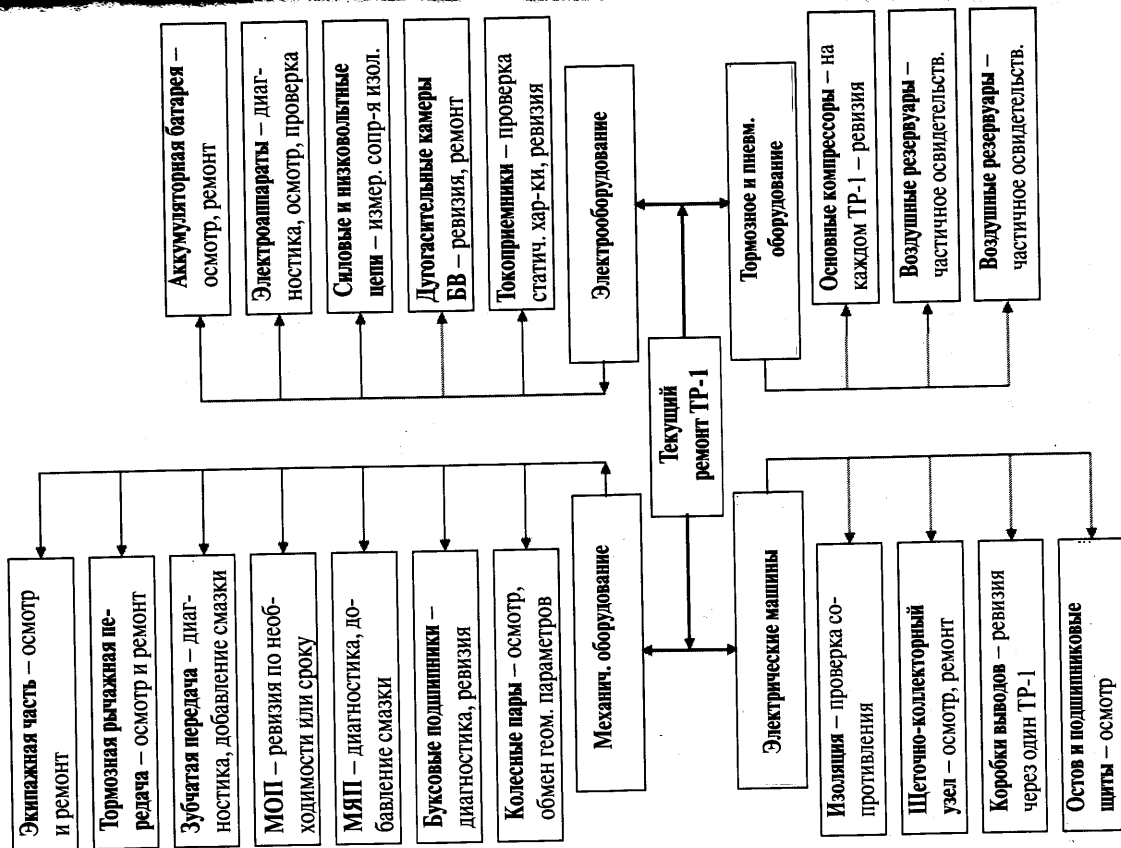 Экипажная часть – осмотр
и ремонт
Тормозная рычажная пе-
редача – осмотр и ремонт
Зубчатая передача – диаг-
ностика, добавление смазки
МОП – ревизия по необ-
ходимости или сроку
МЯП – диагностика, до-
бавление смазки
Буксовые подшипники –
диагностика, ревизия
Колесные пары – осмотр,
обмен геом. параметров
Механич. оборудование
Аккумуляторная батарея –
осмотр, ремонт
Электроаппараты – диаг-
ностика, осмотр, проверка
Силовые и низковольтные
цепи – измер. сопр-я изол.
Дугогасительные камеры
БВ – ревизия, ремонт
Токоприемники – проверка
статич. хар-ки, ревизия
Электрооборудование
Текущий
ремонт ТР-1
Электрические машины
Изоляция – проверка со-
противления
Щеточно-коллекторный
узел – осмотр, ремонт
Коробки выводов – ревизия
через один ТР-1
Остов и подшипниковые
щиты – осмотр
Тормозное и пневм.
оборудование
Основные компрессоры – на
каждом ТР-1 – ревизия
Воздушные резервуары –
частичное освидетельств.
Воздушные резервуары –
частичное освидетельств.